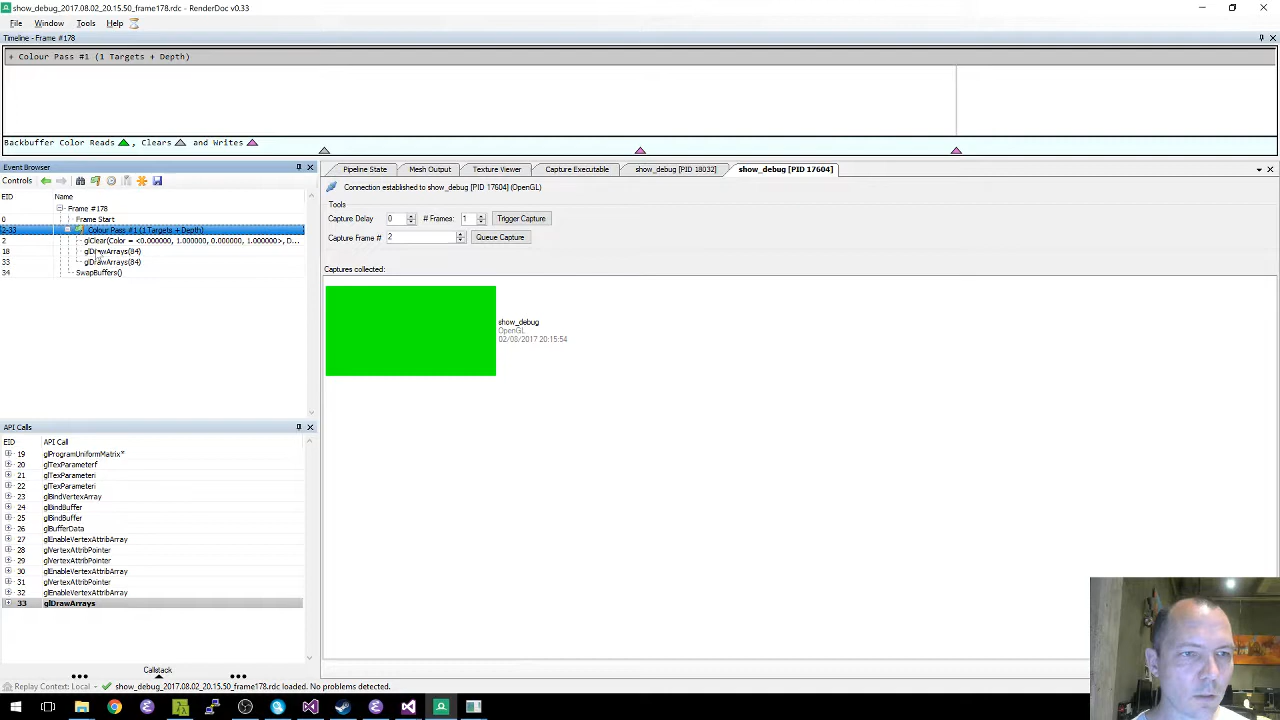 show_debug_2017.08.02_20.15.50_frame178.rdc - RenderDoc v0.33
File Window Tools Help
Timeline - Frame #178
+ Colour Pass #1 (1 Targets + Depth)
Backbuffer Color Reads , Clears and Writes
Event Browser
Pipeline State Mesh Output Texture Viewer Capture Executable show_debug [PID 18032] show_debug [PID 17604]
Controls
Connection established to show_debug [PID 17604] (OpenGL)
EID Name
Tools
Frame #178
0 Frame Start
Capture Delay 0 # Frames: 1 Trigger Capture
2-33 Colour Pass #1 (1 Targets + Depth)
Capture Frame # 2 Queue Capture
2 glClear(Color = <0.000000, 1.000000, 0.000000, 1.000000>, D...
18 glDrawArrays(84)
33 glDrawArrays(84)
34 SwapBuffers()
Captures collected:
show_debug
OpenGL
02/08/2017 20:15:54
API Calls
EID API Call
19 glProgramUniformMatrix*
20 glTexParameterf
21 glTexParameteri
22 glTexParameteri
23 glBindVertexArray
24 glBindBuffer
25 glBindBuffer
26 glBufferData
27 glEnableVertexAttribArray
28 glVertexAttribPointer
29 glVertexAttribPointer
30 glEnableVertexAttribArray
31 glVertexAttribPointer
32 glEnableVertexAttribArray
33 glDrawArrays
Callstack
Replay Context: Local show_debug_2017.08.02_20.15.50_frame178.rdc loaded. No problems detected.